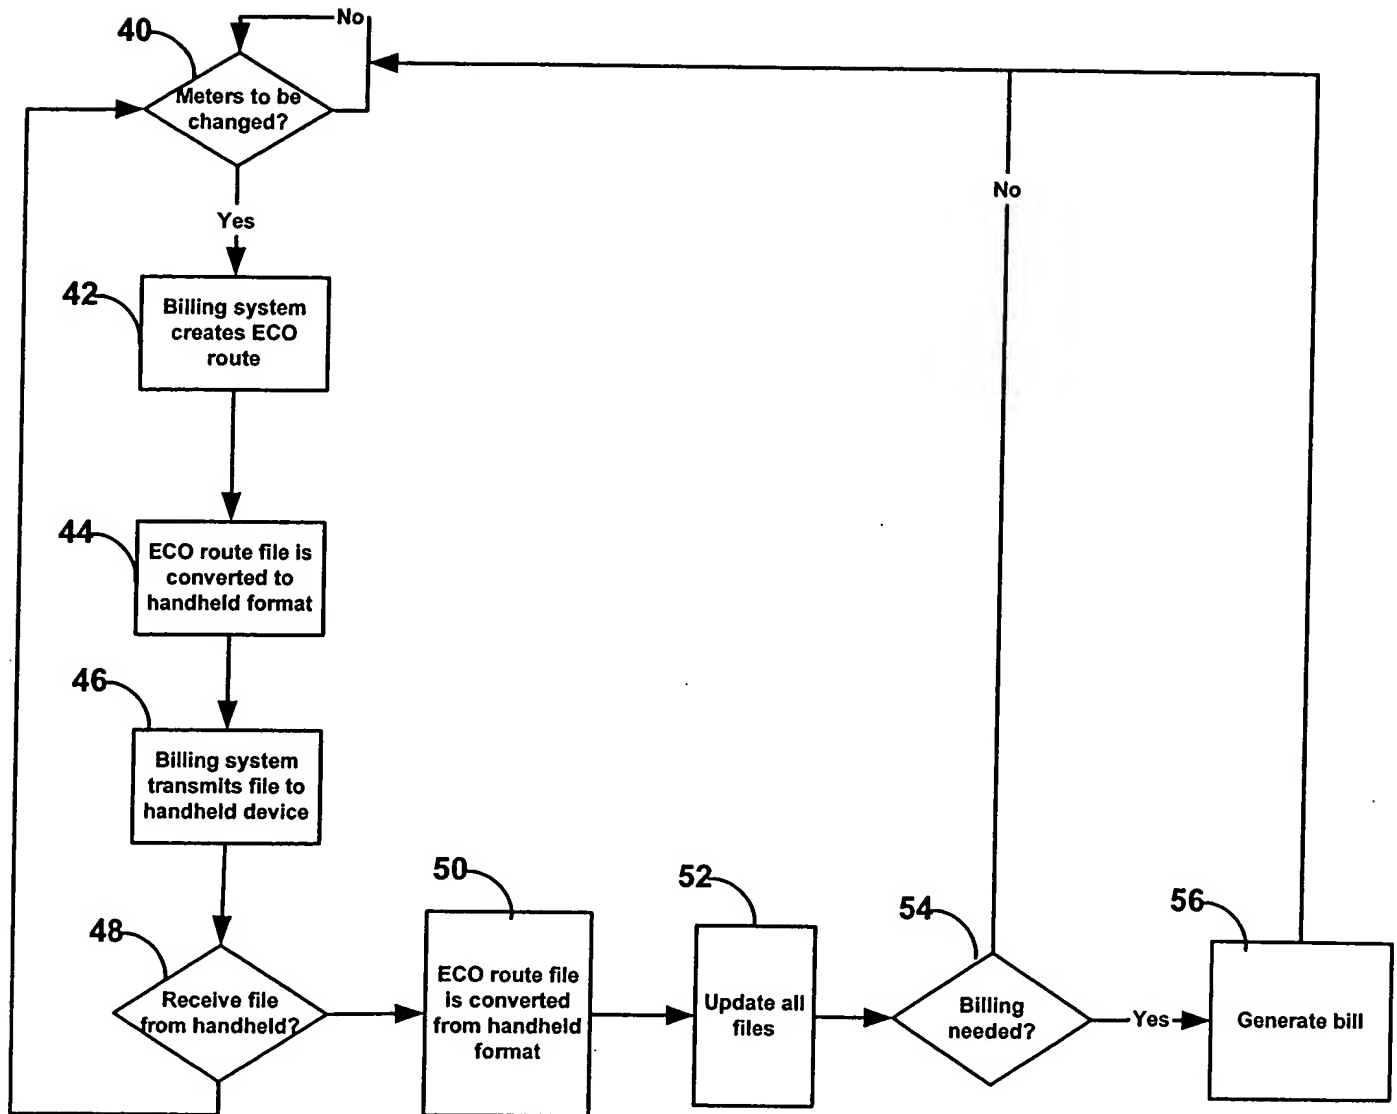 No
40
Meters to be
changed?
Yes
No
42
Billing system
creates ECO
route
44
ECO route file is
converted to
handheld format
46
Billing system
transmits file to
handheld device
48
Receive file
from handheld?
50
ECO route file
is converted
from handheld
format
52
Update all
files
54
Billing
needed?
Yes
56
Generate bill